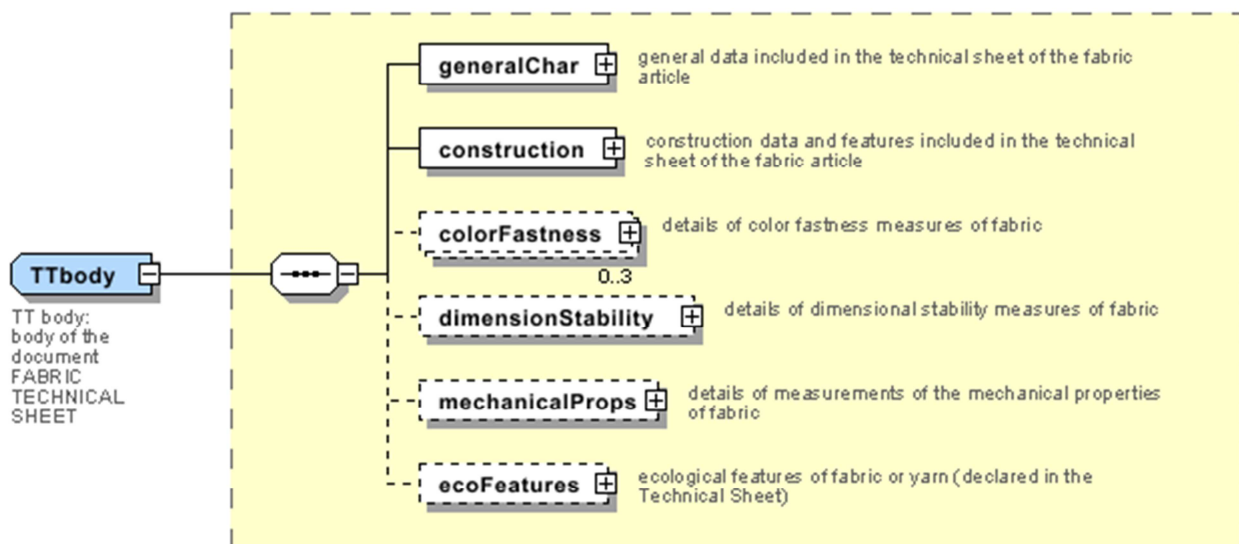 generalChar
general data included in the technical sheet of the fabric
article
construction
construction data and features included in the technical
sheet of the fabric article
colorFastness
details of color fastness measures of fabric
0..3
TTbody
TT body:
body of the
document
FABRIC
TECHNICAL
SHEET
dimensionStability
details of dimensional stability measures of fabric
mechanicalProps
details of measurements of the mechanical properties
of fabric
ecoFeatures
ecological features of fabric or yarn (declared in the
Technical Sheet)